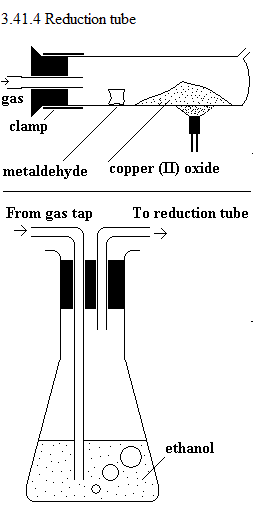 3.41.4 Reduction tube
gas
clamp
metaldehyde
copper (II) oxide
From gas tap
To reduction tube
ethanol